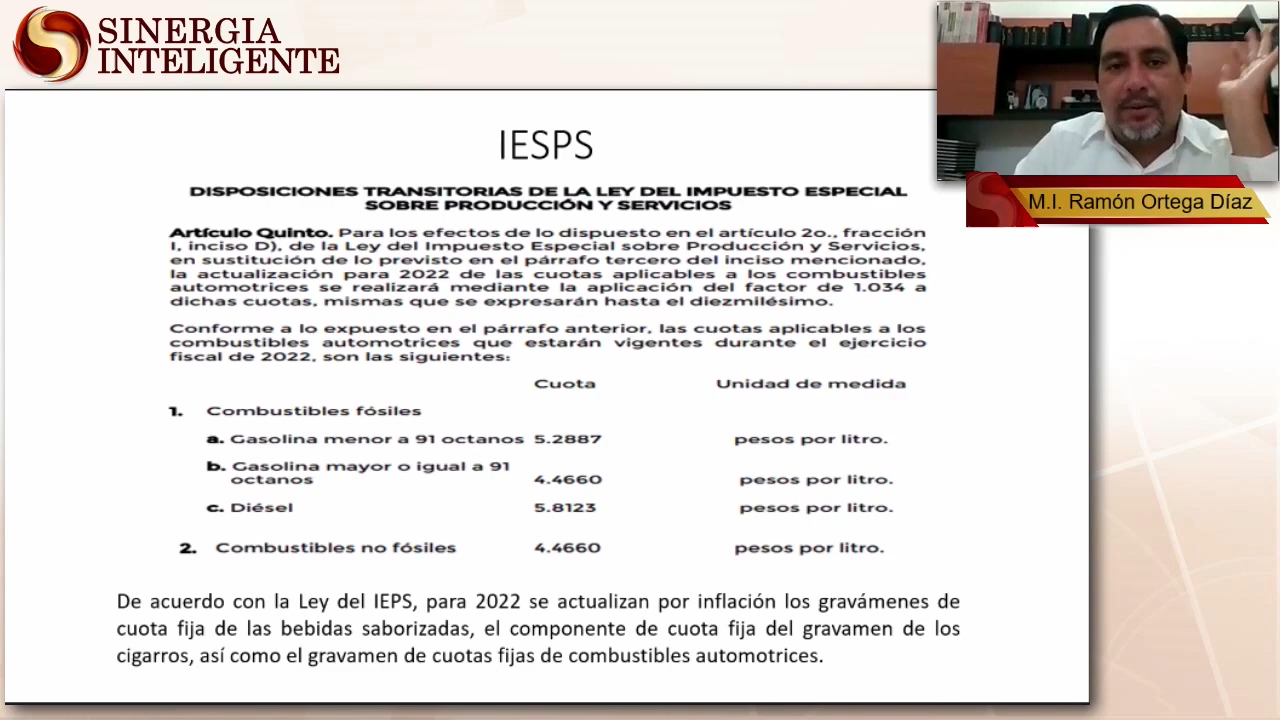 SINERGIA
INTELIGENTE
M.I. Ramón Ortega Díaz
IESPS
DISPOSICIONES TRANSITORIAS DE LA LEY DEL IMPUESTO ESPECIAL
SOBRE PRODUCCIÓN Y SERVICIOS
Artículo Quinto. Para los efectos de lo dispuesto en el artículo 2o., fracción
I, inciso D), de la Ley del Impuesto Especial sobre Producción y Servicios,
en sustitución de lo previsto en el párrafo tercero del inciso mencionado,
la actualización para 2022 de las cuotas aplicables a los combustibles
automotrices se realizará mediante la aplicación del factor de 1.034 a
dichas cuotas, mismas que se expresarán hasta el diezmilésimo.
Conforme a lo expuesto en el párrafo anterior, las cuotas aplicables a los
combustibles automotrices que estarán vigentes durante el ejercicio
fiscal de 2022, son las siguientes:
Cuota Unidad de medida
1. Combustibles fósiles
a. Gasolina menor a 91 octanos 5.2887 pesos por litro.
b. Gasolina mayor o igual a 91
octanos 4.4660 pesos por litro.
c. Diésel 5.8123 pesos por litro.
2. Combustibles no fósiles 4.4660 pesos por litro.
De acuerdo con la Ley del IEPS, para 2022 se actualizan por inflación los gravámenes de
cuota fija de las bebidas saborizadas, el componente de cuota fija del gravamen de los
cigarros, así como el gravamen de cuotas fijas de combustibles automotrices.